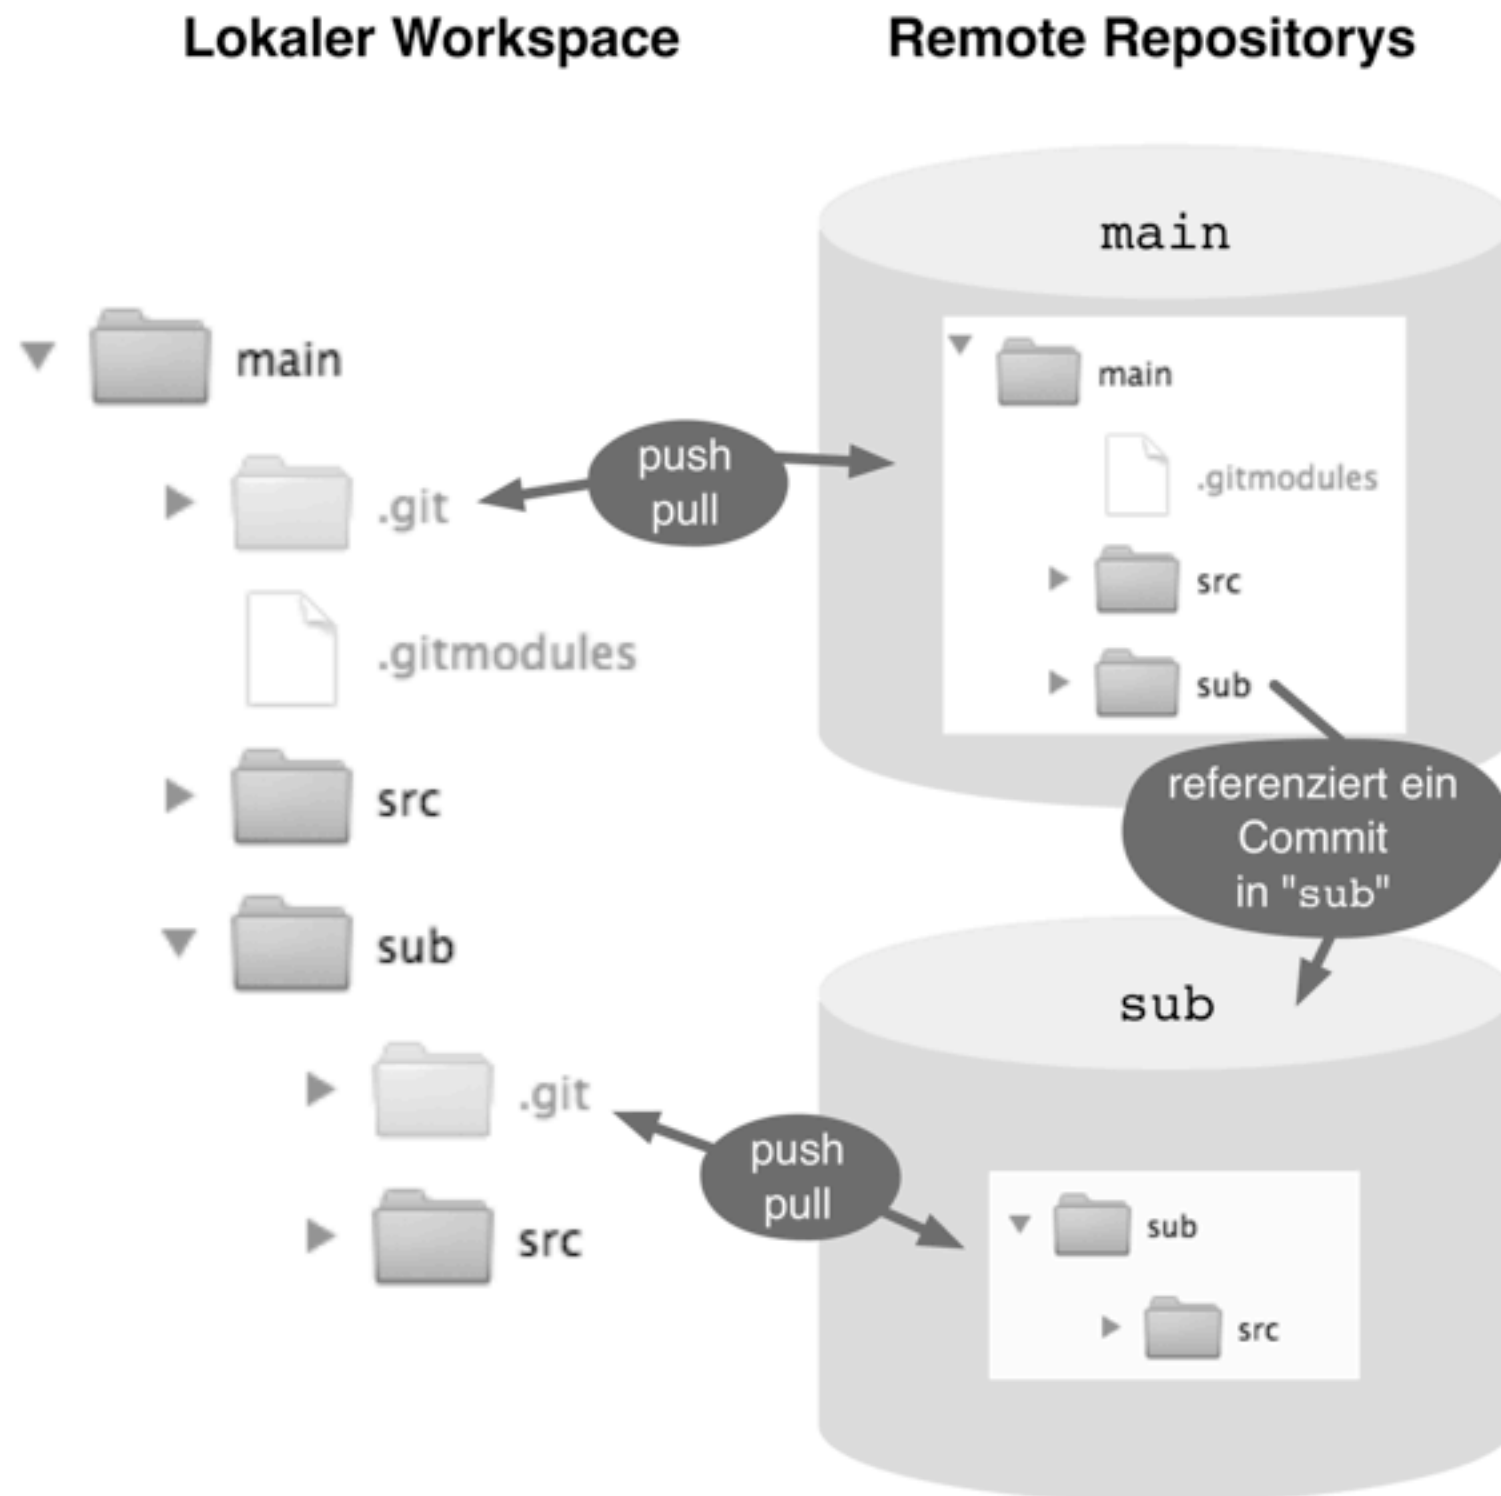 Lokaler Workspace
Remote Repositorys
main
.git
.gitmodules
src
sub
.git
src
push
pull
push
pull
main
main
.gitmodules
src
sub
referenziert ein
Commit
in "sub"
sub
sub
src